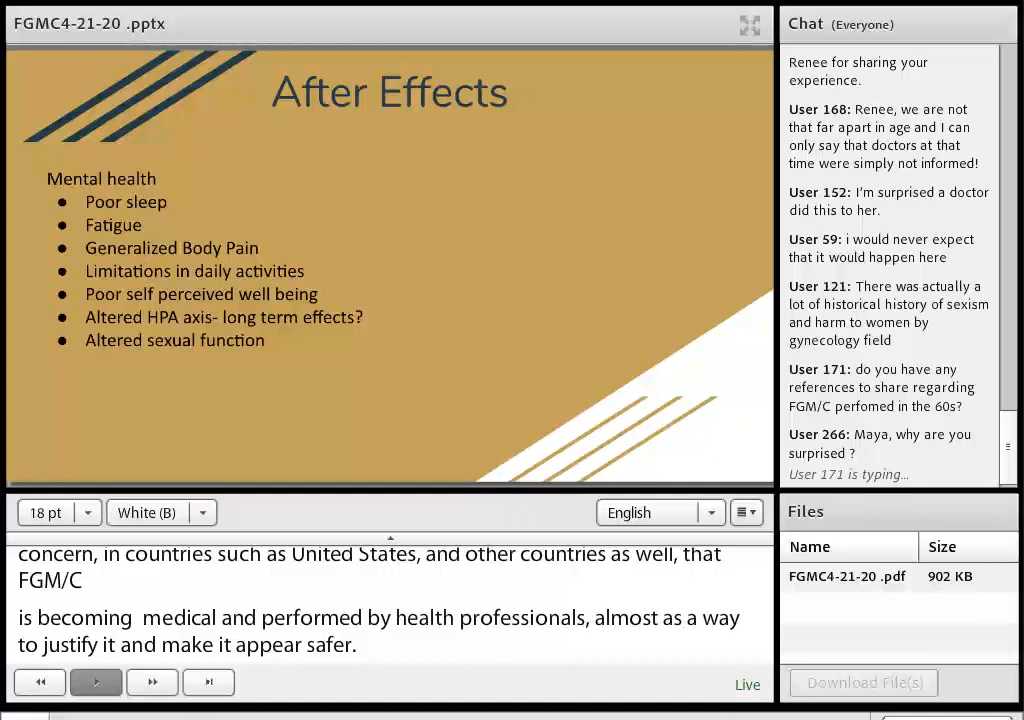 FGMC4-21-20 .pptx
After Effects
Mental health
● Poor sleep
● Fatigue
● Generalized Body Pain
● Limitations in daily activities
● Poor self perceived well being
● Altered HPA axis- long term effects?
● Altered sexual function
18 pt
White (B)
English
concern, in countries such as United States, and other countries as well, that
FGM/C
is becoming  medical and performed by health professionals, almost as a way
to justify it and make it appear safer.
Live
Chat (Everyone)
Renee for sharing your
experience.
User 168: Renee, we are not
that far apart in age and I can
only say that doctors at that
time were simply not informed!
User 152: I'm surprised a doctor
did this to her.
User 59: i would never expect
that it would happen here
User 121: There was actually a
lot of historical history of sexism
and harm to women by
gynecology field
User 171: do you have any
references to share regarding
FGM/C perfomed in the 60s?
User 266: Maya, why are you
surprised ?
User 171 is typing...
Files
Name Size
FGMC4-21-20 .pdf 902 KB
Download File(s)